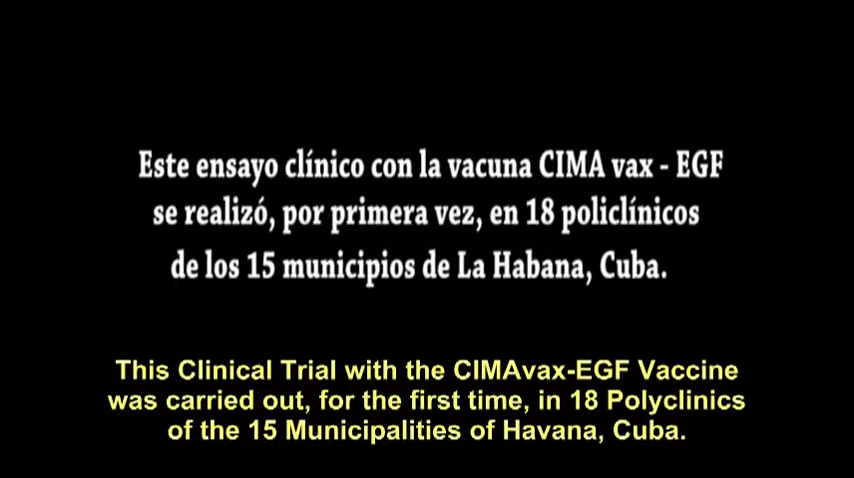 Este ensayo clínico con la vacuna CIMA vax - EGF
se realizó, por primera vez, en 18 policlínicos
de los 15 municipios de La Habana, Cuba.
This Clinical Trial with the CIMAvax-EGF Vaccine
was carried out, for the first time, in 18 Polyclinics
of the 15 Municipalities of Havana, Cuba.